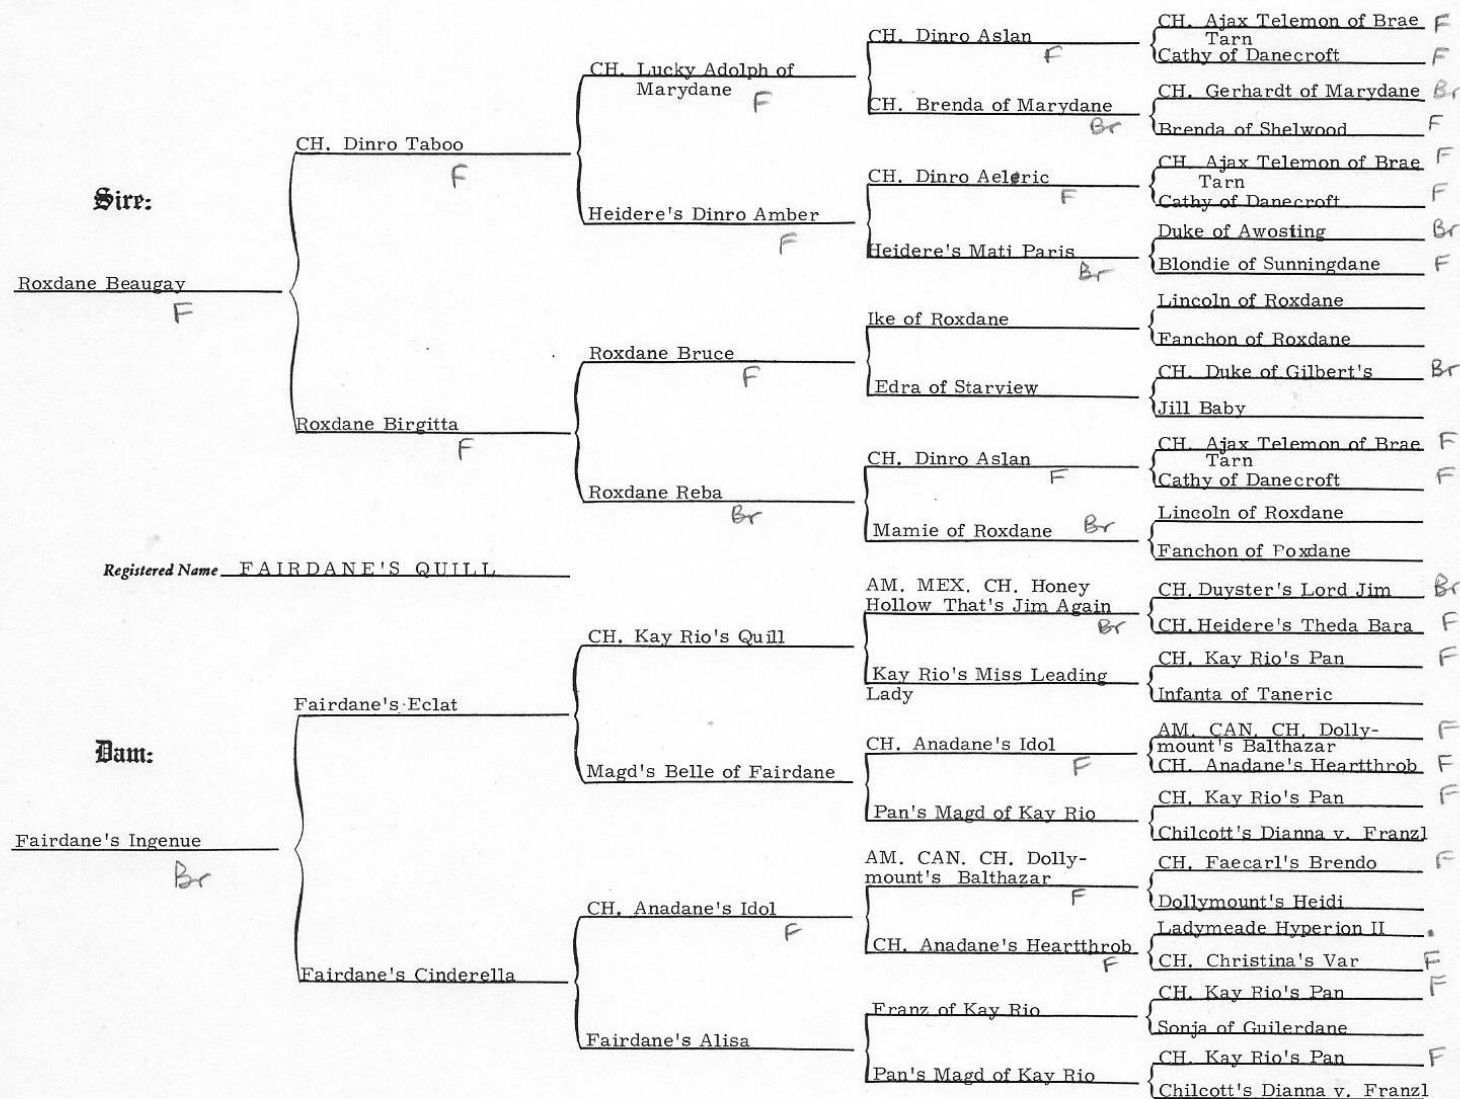 CH. Ajax Telemon of Brae F
Tarn
CH. Dinro Aslan
F
Cathy of Danecroft F
CH. Lucky Adolph of
Marydane F
CH. Gerhardt of Marydane Br
CH. Brenda of Marydane
Br
Brenda of Shelwood F
CH. Dinro Taboo
F
CH. Ajax Telemon of Brae F
Tarn
CH. Dinro Aeleric
F
Cathy of Danecroft F
Sire:
Heidere's Dinro Amber
F
Duke of Awosting Br
Heidere's Mati Paris
Br
Blondie of Sunningdane F
Roxdane Beaugay
F
Lincoln of Roxdane
Ike of Roxdane
Fanchon of Roxdane
Roxdane Bruce
F
CH. Duke of Gilbert's Br
Edra of Starview
Jill Baby
Roxdane Birgitta
F
CH. Ajax Telemon of Brae F
Tarn
CH. Dinro Aslan
F
Cathy of Danecroft F
Roxdane Reba
Br
Lincoln of Roxdane
Mamie of Roxdane Br
Fanchon of Poxdane
Registered Name FAIRDANE'S QUILL
AM. MEX. CH. Honey
Hollow That's Jim Again
Br
CH. Duyster's Lord Jim Br
CH. Heidere's Theda Bara F
CH. Kay Rio's Quill
CH. Kay Rio's Pan F
Kay Rio's Miss Leading
Lady
Infanta of Taneric
Fairdane's Eclat
AM. CAN. CH. Dolly- F
mount's Balthazar
CH. Anadane's Idol
F
CH. Anadane's Heartthrob F
Dam:
Magd's Belle of Fairdane
CH. Kay Rio's Pan F
Pan's Magd of Kay Rio
Chilcott's Dianna v. Franzl
Fairdane's Ingenue
Br
AM. CAN. CH. Dolly-
mount's Balthazar
F
CH. Faecarl's Brendo F
Dollymount's Heidi
CH. Anadane's Idol
F
Ladymeade Hyperion II
CH. Anadane's Heartthrob
F
CH. Christina's Var F
Fairdane's Cinderella
CH. Kay Rio's Pan F
Franz of Kay Rio
Sonja of Guilerdane
Fairdane's Alisa
CH. Kay Rio's Pan F
Pan's Magd of Kay Rio
Chilcott's Dianna v. Franzl